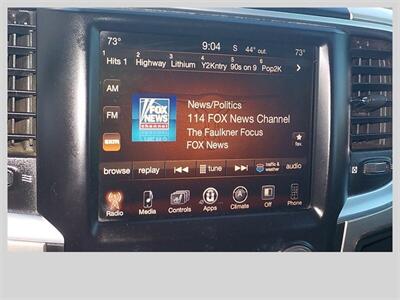 73° 9:04 S 44° out 73°
1 2 3 4 5 6
Hits 1 Highway Lithium Y2Kntry 90s on 9 Pop2K
AM
FM
SXM
FOX
NEWS
channel
News/Politics
114 FOX News Channel
The Faulkner Focus
FOX News
fav.
browse replay tune traffic & weather audio
Radio Media Controls Apps Climate Off Phone